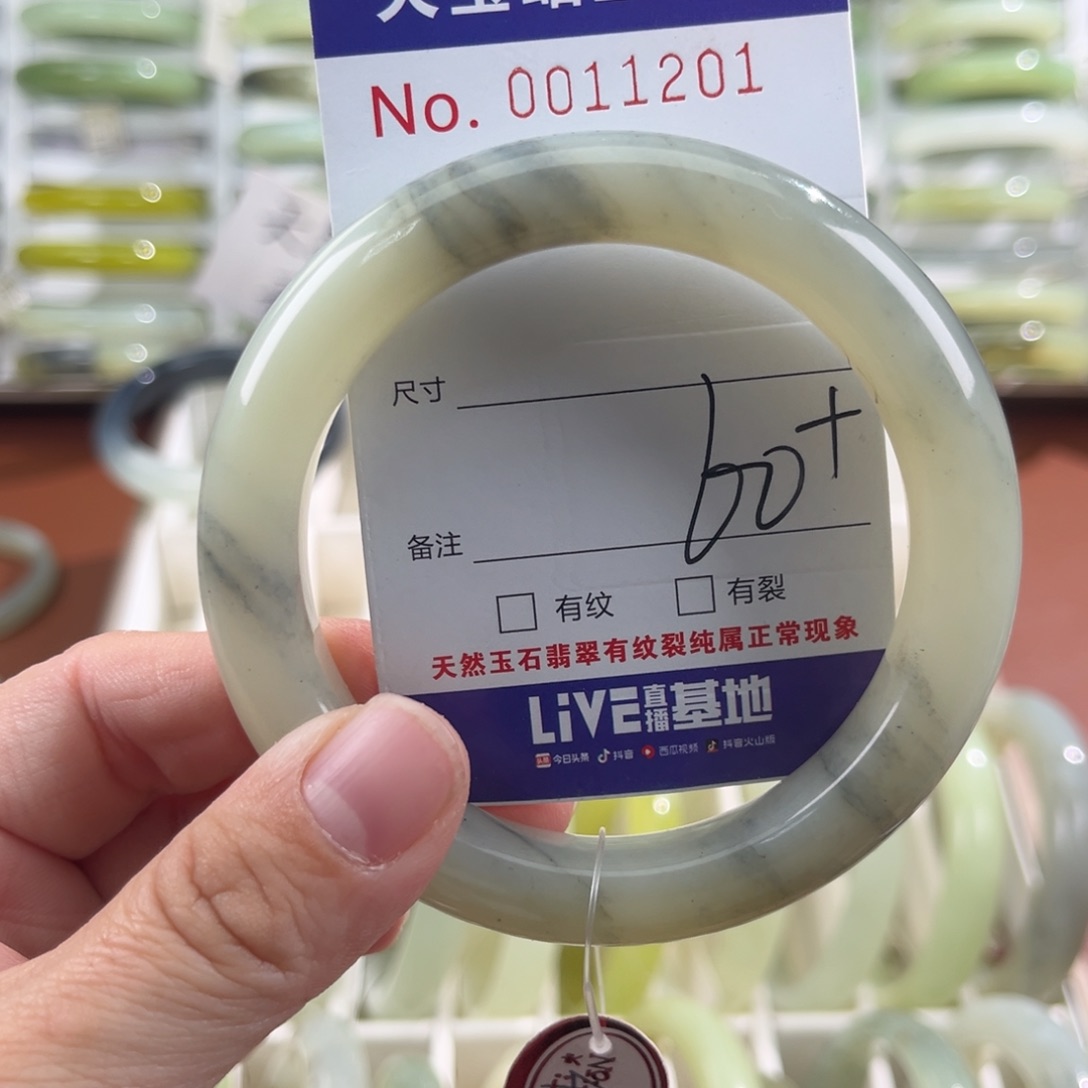 No. 0011201
尺寸
60+
备注
有纹 有裂
天然玉石翡翠有纹裂纯属正常现象
LiVE直播基地
今日头条 抖音 西瓜视频 抖音火山版